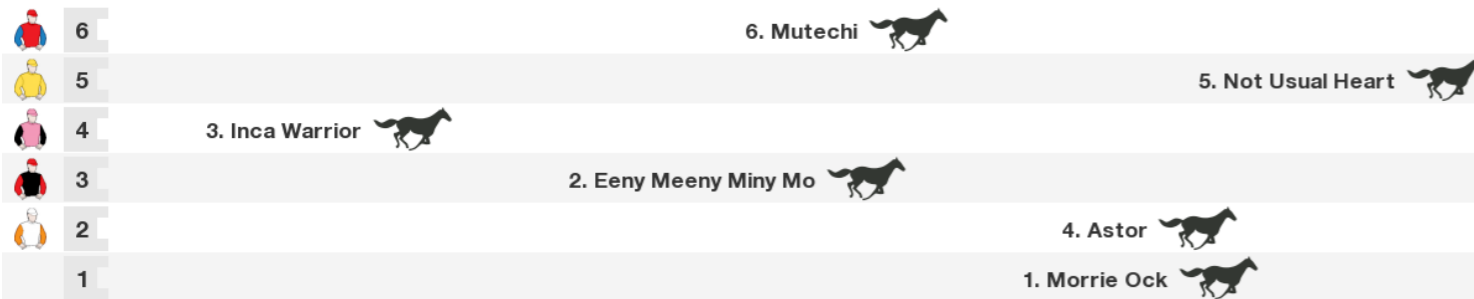 6 6. Mutechi
5 5. Not Usual Heart
4 3. Inca Warrior
3 2. Eeny Meeny Miny Mo
2 4. Astor
1 1. Morrie Ock